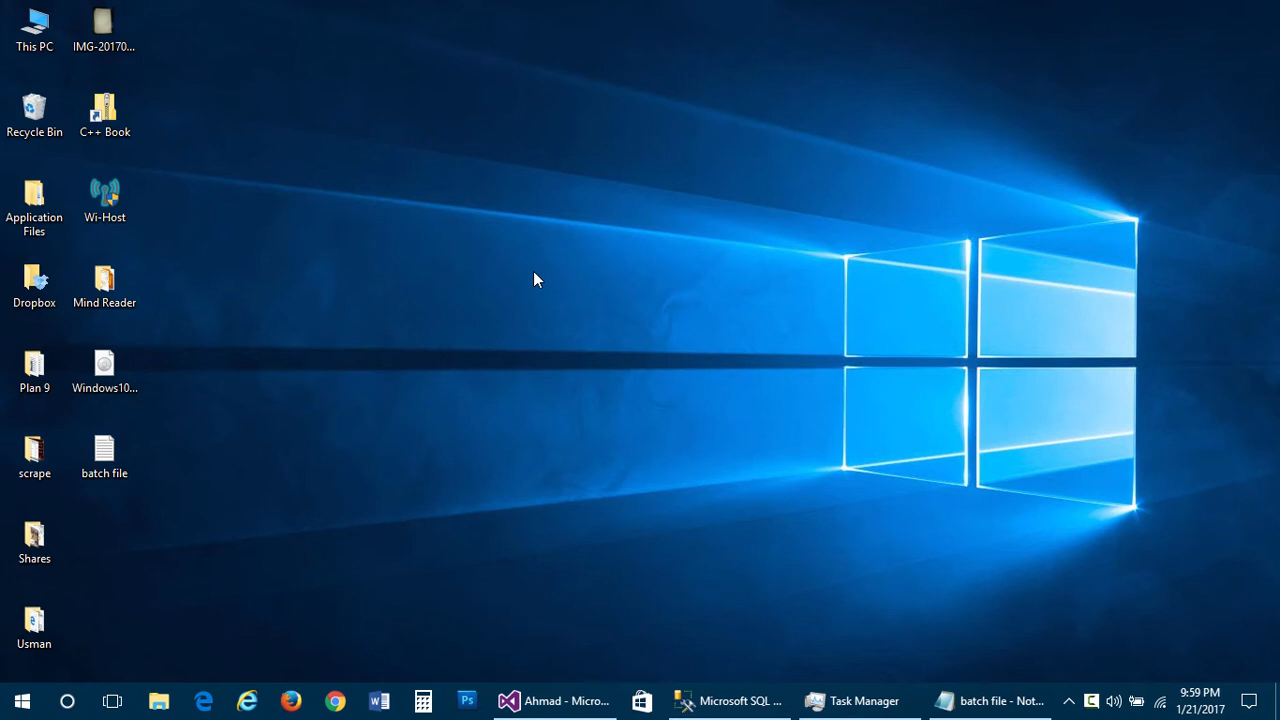 This PC
IMG-20170...
Recycle Bin
C++ Book
Application
Files
Wi-Host
Dropbox
Mind Reader
Plan 9
Windows10...
scrape
batch file
Shares
Usman
Ps
Ahmad - Micro...
Microsoft SQL ...
Task Manager
batch file - Not...
9:59 PM
1/21/2017